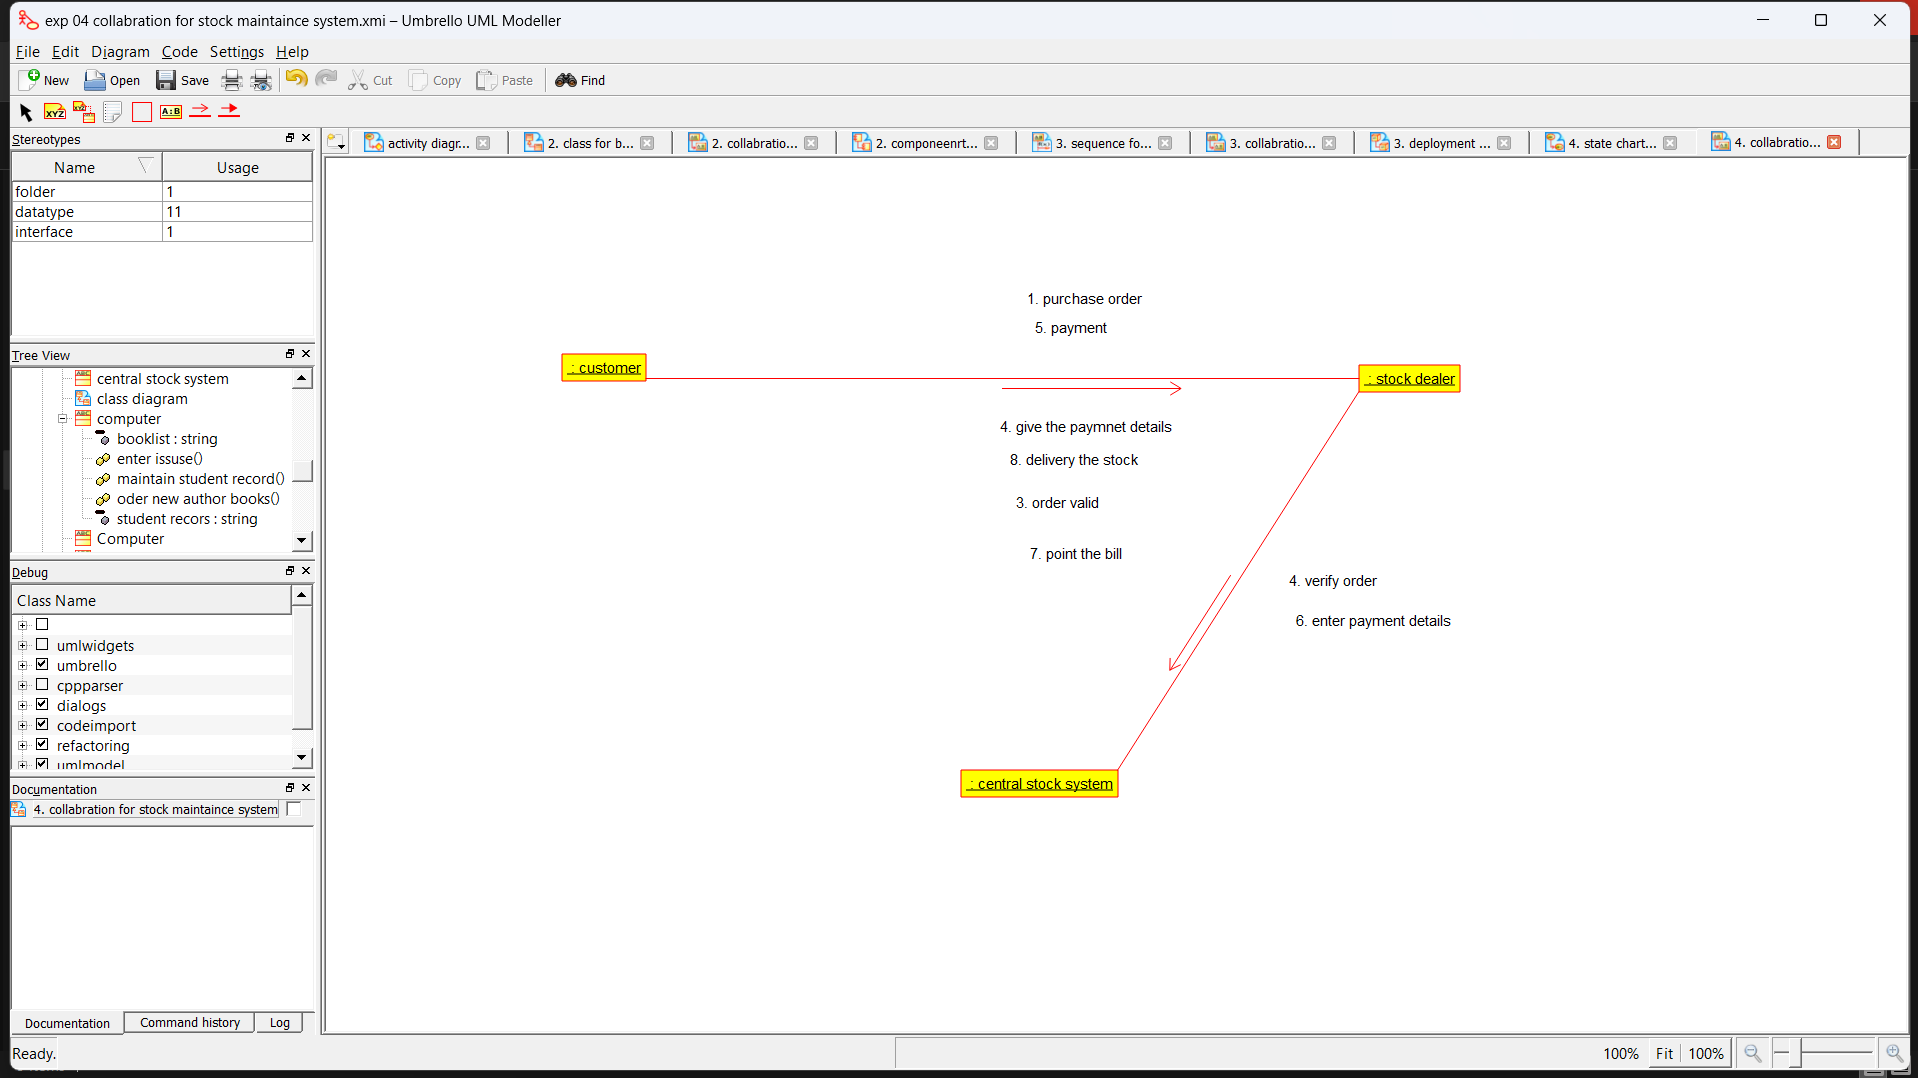 exp 04 collabration for stock maintaince system.xmi – Umbrello UML Modeller
File Edit Diagram Code Settings Help
New Open Save Cut Copy Paste Find
XYZ XYZ A:B
Stereotypes
Name Usage
folder 1
datatype 11
interface 1
Tree View
central stock system
class diagram
computer
booklist : string
enter issuse()
maintain student record()
oder new author books()
student recors : string
Computer
Debug
Class Name
umlwidgets
umbrello
cppparser
dialogs
codeimport
refactoring
umlmodel
Documentation
4. collabration for stock maintaince system
Documentation Command history Log
Ready.
activity diagr... 2. class for b... 2. collabratio... 2. componeenrt... 3. sequence fo... 3. collabratio... 3. deployment ... 4. state chart... 4. collabratio...
1. purchase order
5. payment
: customer
: stock dealer
4. give the paymnet details
8. delivery the stock
3. order valid
7. point the bill
4. verify order
6. enter payment details
: central stock system
100% Fit 100%